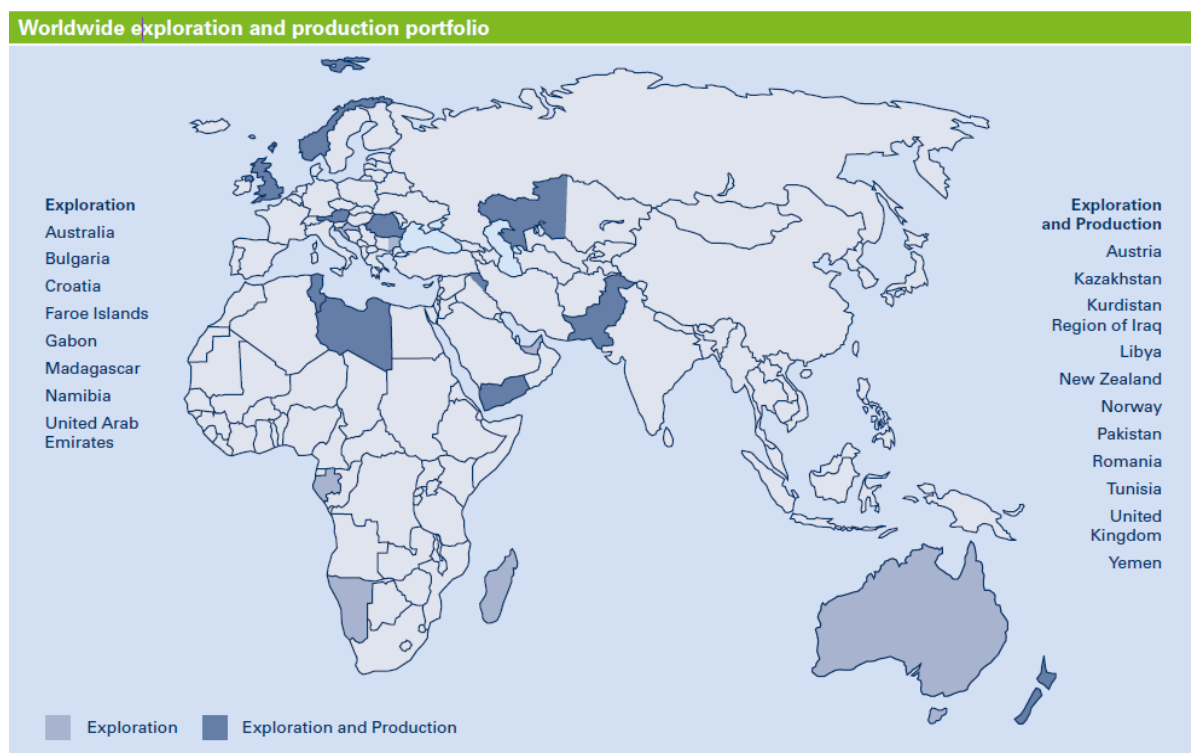 Worldwide exploration and production portfolio
Exploration
Australia
Bulgaria
Croatia
Faroe Islands
Gabon
Madagascar
Namibia
United Arab
Emirates
Exploration
and Production
Austria
Kazakhstan
Kurdistan
Region of Iraq
Libya
New Zealand
Norway
Pakistan
Romania
Tunisia
United
Kingdom
Yemen
Exploration
Exploration and Production